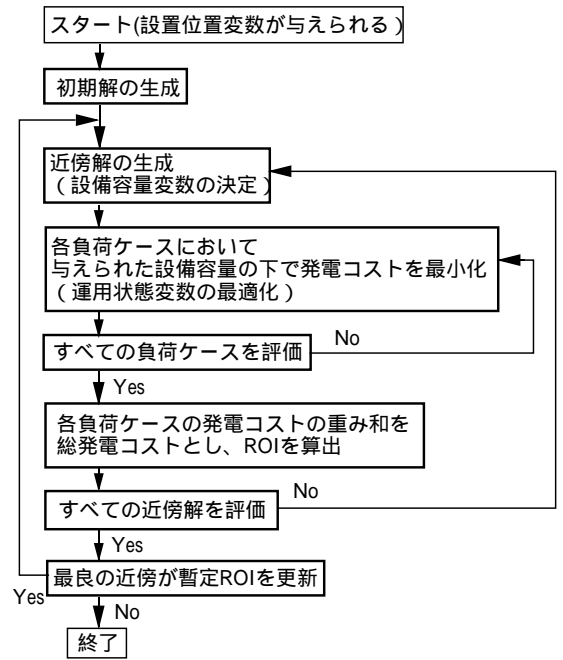 スタート(設置位置変数が与えられる)
初期解の生成
近傍解の生成
(設備容量変数の決定)
各負荷ケースにおいて
与えられた設備容量の下で発電コストを最小化
(運用状態変数の最適化)
すべての負荷ケースを評価
No
Yes
各負荷ケースの発電コストの重み和を
総発電コストとし、ROIを算出
すべての近傍解を評価
No
Yes
最良の近傍が暫定ROIを更新
Yes
No
終了